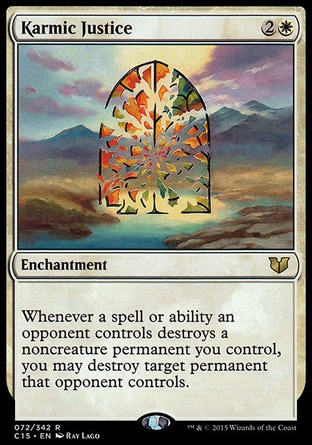 Karmic Justice 2
Enchantment
Whenever a spell or ability an
opponent controls destroys a
noncreature permanent you control,
you may destroy target permanent
that opponent controls.
072/342 R
C15 • EN Ray Lago
™ & © 2015 Wizards of the Coast